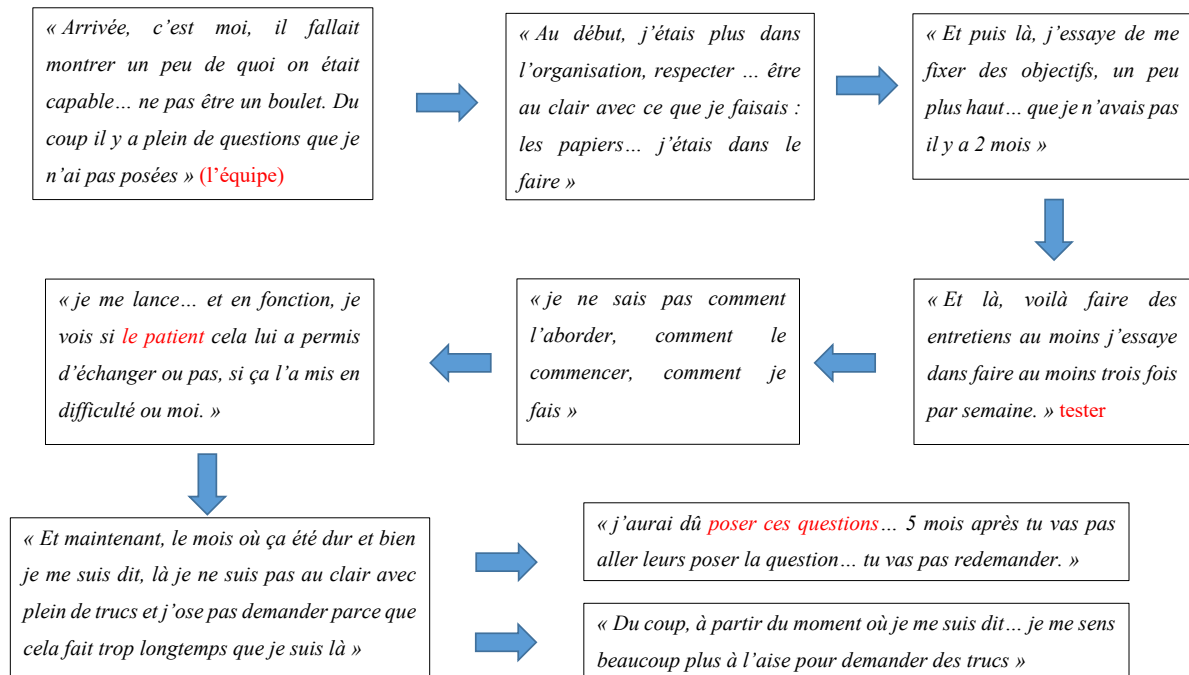 « Arrivée, c’est moi, il fallait
montrer un peu de quoi on était
capable… ne pas être un boulet. Du
coup il y a plein de questions que je
n’ai pas posées » (l’équipe)
« Au début, j’étais plus dans
l’organisation, respecter … être
au clair avec ce que je faisais :
les papiers… j’étais dans le
faire »
« Et puis là, j’essaye de me
fixer des objectifs, un peu
plus haut… que je n’avais pas
il y a 2 mois »
« Et là, voilà faire des
entretiens au moins j’essaye
dans faire au moins trois fois
par semaine. » tester
« je ne sais pas comment
l’aborder, comment le
commencer, comment je
fais »
« je me lance… et en fonction, je
vois si le patient cela lui a permis
d’échanger ou pas, si ça l’a mis en
difficulté ou moi. »
« Et maintenant, le mois où ça été dur et bien
je me suis dit, là je ne suis pas au clair avec
plein de trucs et j’ose pas demander parce que
cela fait trop longtemps que je suis là »
« j’aurai dû poser ces questions… 5 mois après tu vas pas
aller leurs poser la question… tu vas pas redemander. »
« Du coup, à partir du moment où je me suis dit… je me sens
beaucoup plus à l’aise pour demander des trucs »